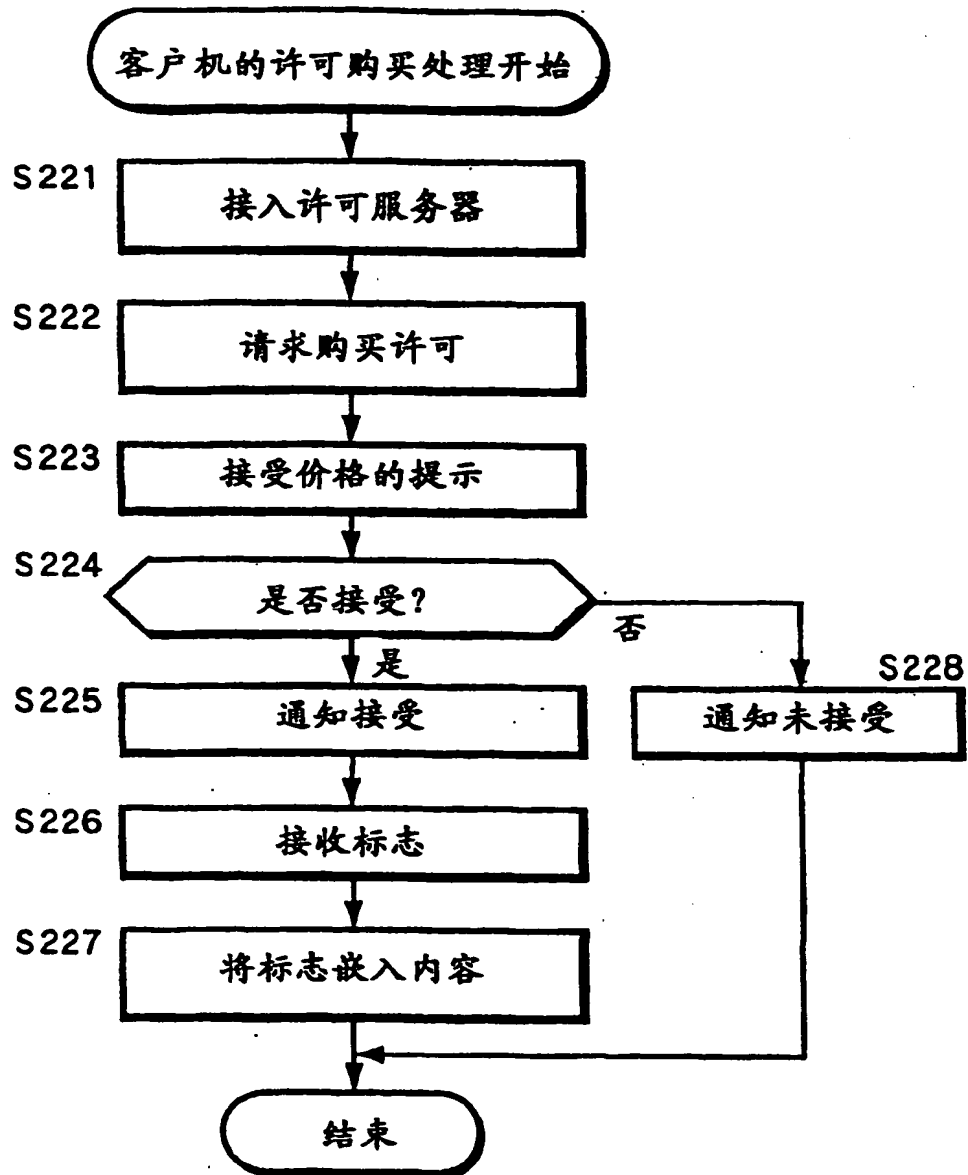 客户机的许可购买处理开始
S221
接入许可服务器
S222
请求购买许可
S223
接受价格的提示
S224
是否接受?
否
是
S225
通知接受
S228
通知未接受
S226
接收标志
S227
将标志嵌入内容
结束